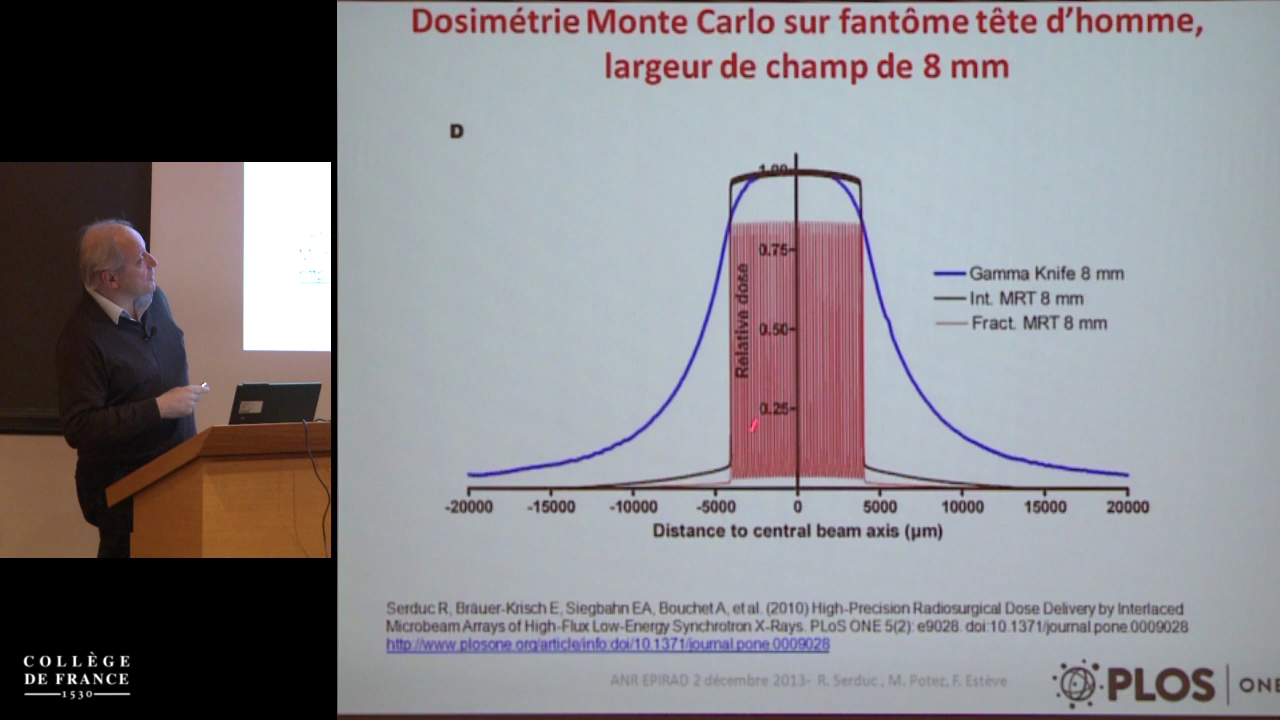 Dosimétrie Monte Carlo sur fantôme tête d'homme,
largeur de champ de 8 mm
D
1.00
0.75
0.50
0.25
Relative dose
Gamma Knife 8 mm
Int. MRT 8 mm
Fract. MRT 8 mm
-20000 -15000 -10000 -5000 0 5000 10000 15000 20000
Distance to central beam axis (µm)
Serduc R, Bräuer-Krisch E, Siegbahn EA, Bouchet A, et al. (2010) High-Precision Radiosurgical Dose Delivery by Interlaced
Microbeam Arrays of High-Flux Low-Energy Synchrotron X-Rays. PLoS ONE 5(2): e9028. doi:10.1371/journal.pone.0009028
http://www.plosone.org/article/info:doi/10.1371/journal.pone.0009028
ANR EPIRAD 2 décembre 2013- R. Serduc , M. Potez, F. Estève
PLOS ONE
COLLÈGE
DE FRANCE
1530